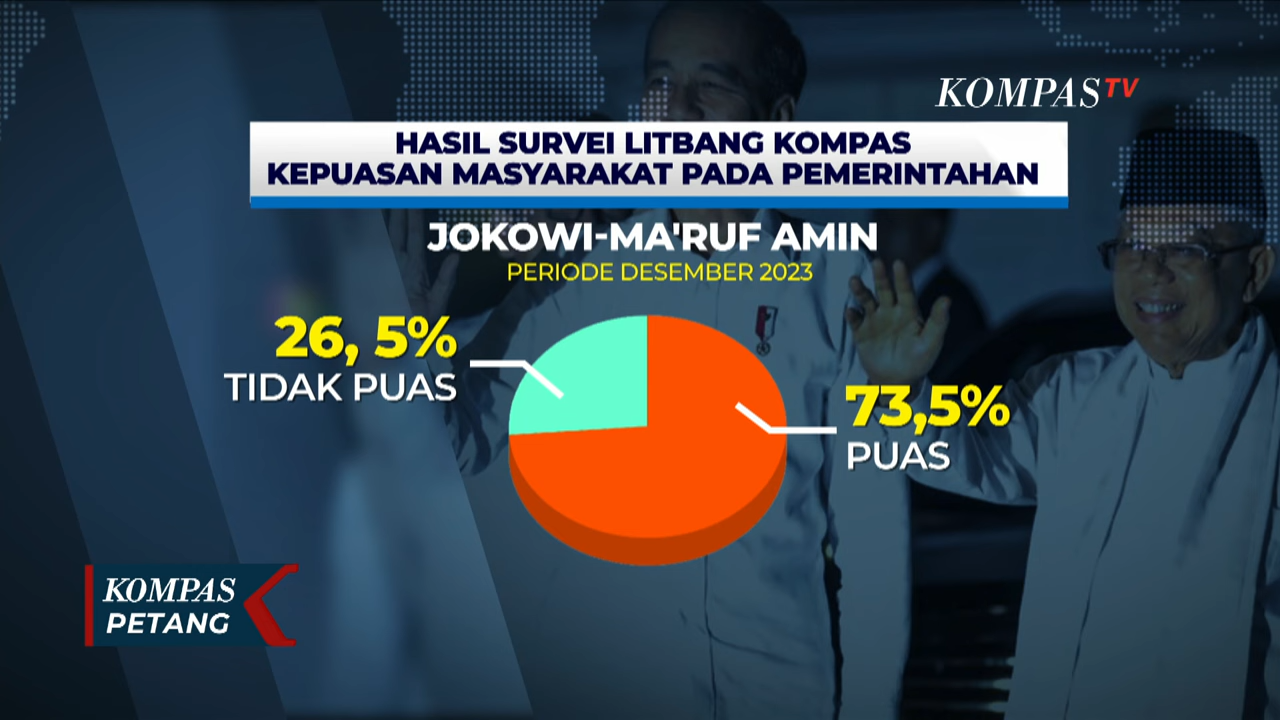 KOMPASTV
HASIL SURVEI LITBANG KOMPAS
KEPUASAN MASYARAKAT PADA PEMERINTAHAN
JOKOWI-MA'RUF AMIN
PERIODE DESEMBER 2023
26, 5%
TIDAK PUAS
73,5%
PUAS
KOMPAS
PETANG